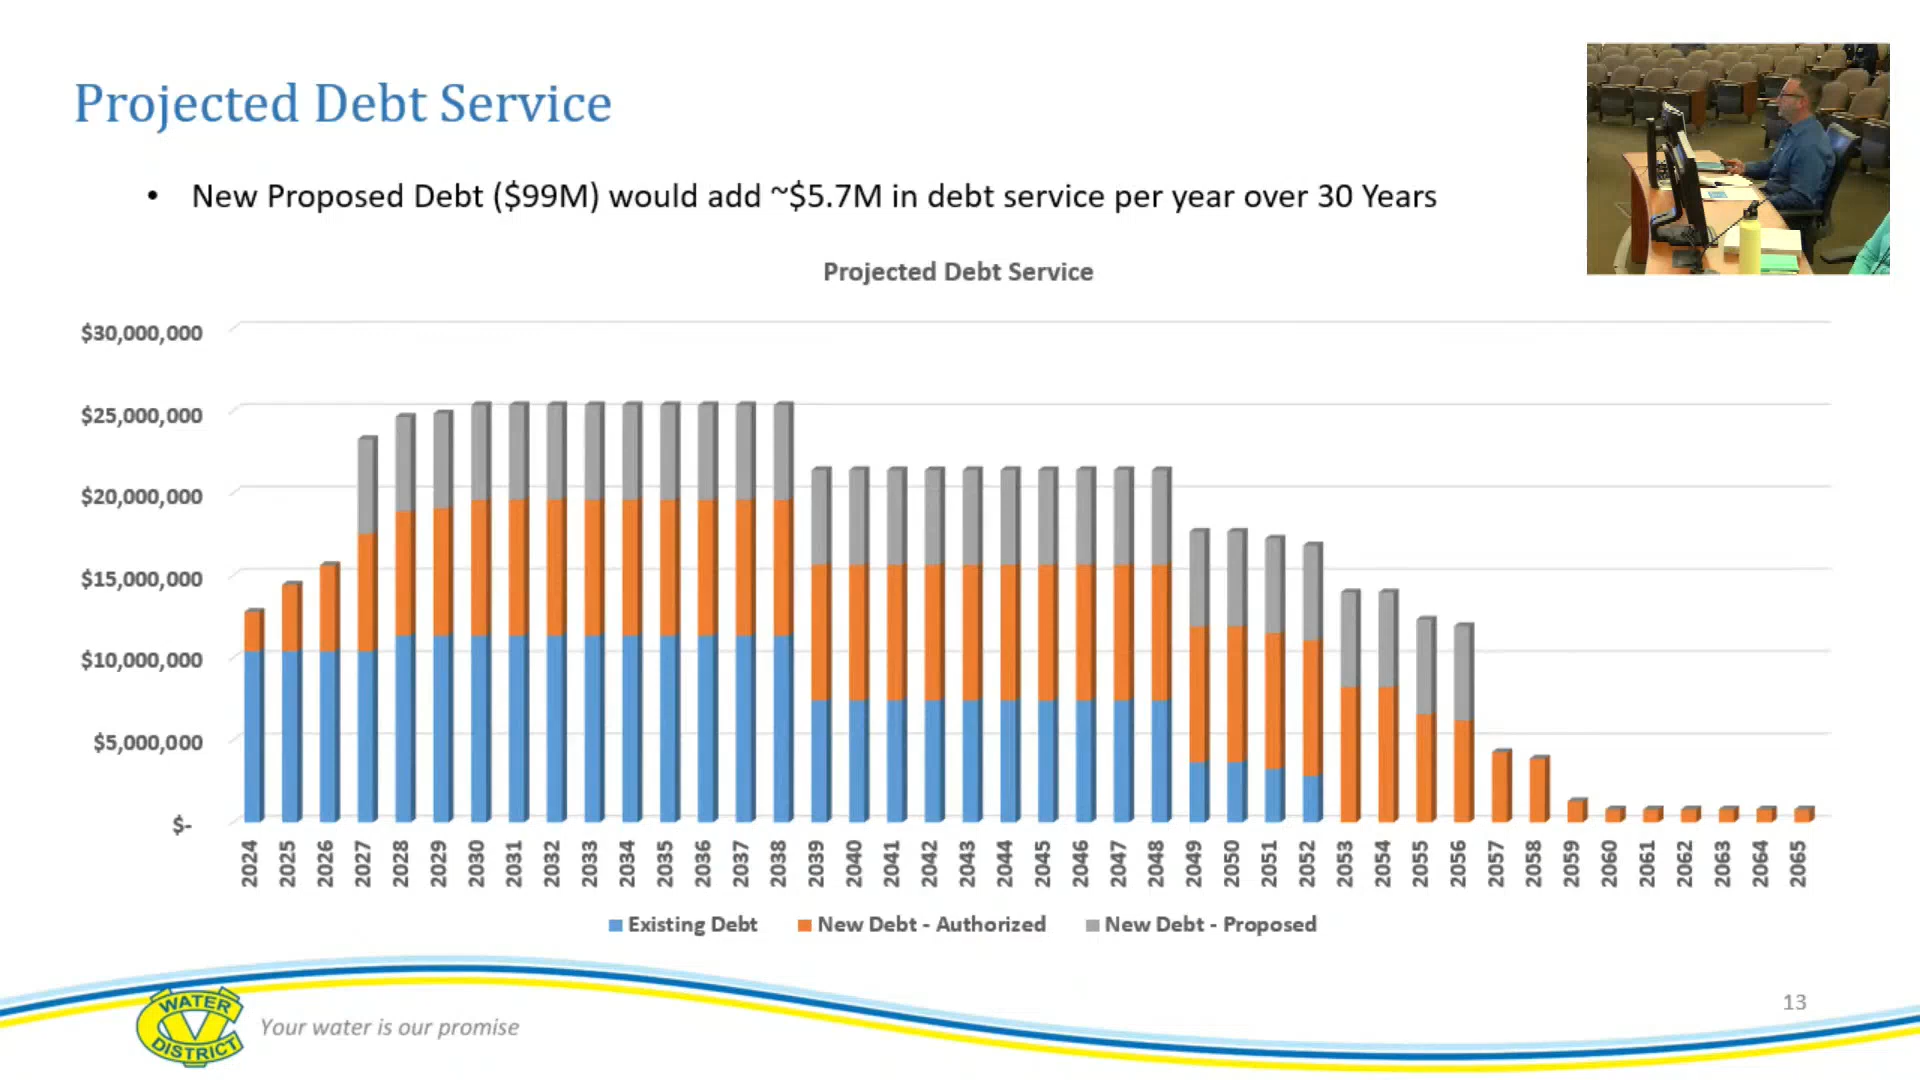 Projected Debt Service
• New Proposed Debt ($99M) would add ~$5.7M in debt service per year over 30 Years
Projected Debt Service
$30,000,000
$25,000,000
$20,000,000
$15,000,000
$10,000,000
$5,000,000
$-
2024 2025 2026 2027 2028 2029 2030 2031 2032 2033 2034 2035 2036 2037 2038 2039 2040 2041 2042 2043 2044 2045 2046 2047 2048 2049 2050 2051 2052 2053 2054 2055 2056 2057 2058 2059 2060 2061 2062 2063 2064 2065
Existing Debt New Debt - Authorized New Debt - Proposed
13
WATER
CV
DISTRICT
Your water is our promise